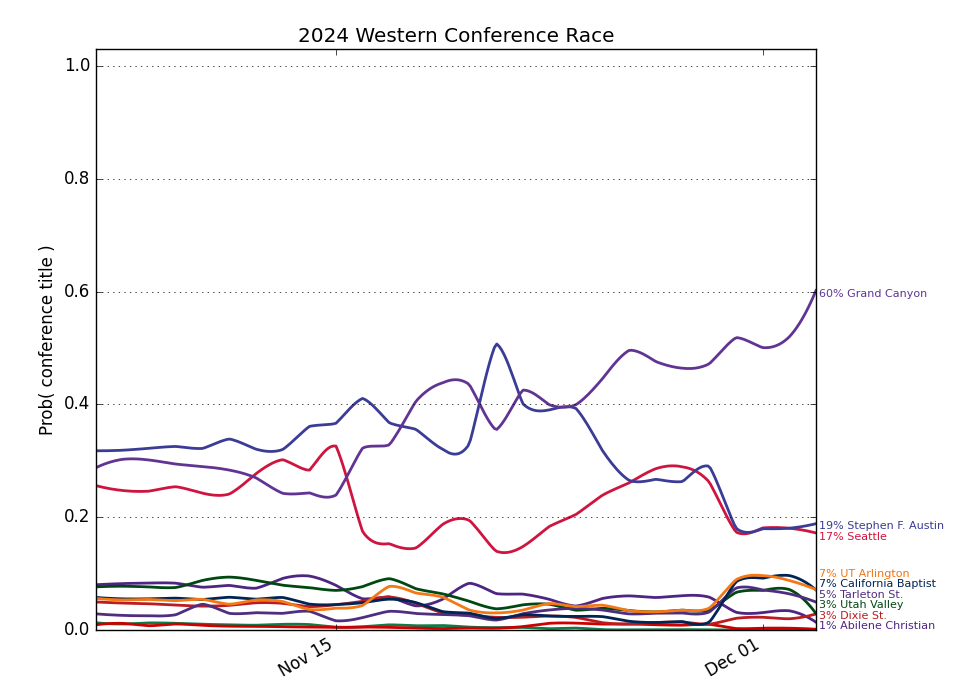 2024 Western Conference Race
Prob( conference title )
1.0
0.8
0.6
0.4
0.2
0.0
Nov 15
Dec 01
60% Grand Canyon
19% Stephen F. Austin
17% Seattle
7% UT Arlington
7% California Baptist
5% Tarleton St.
3% Utah Valley
3% Dixie St.
1% Abilene Christian